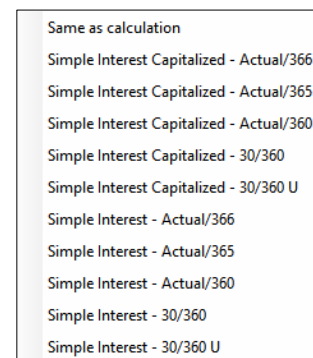 Same as calculation
Simple Interest Capitalized - Actual/366
Simple Interest Capitalized - Actual/365
Simple Interest Capitalized - Actual/360
Simple Interest Capitalized - 30/360
Simple Interest Capitalized - 30/360 U
Simple Interest - Actual/366
Simple Interest - Actual/365
Simple Interest - Actual/360
Simple Interest - 30/360
Simple Interest - 30/360 U